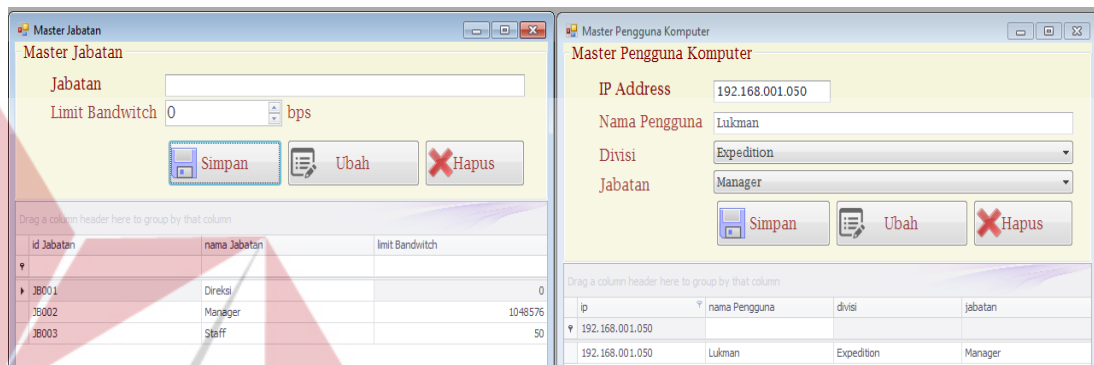 Master Jabatan
Master Jabatan
Jabatan
Limit Bandwitch 0 bps
Simpan Ubah Hapus
Drag a column header here to group by that column
id Jabatan nama Jabatan limit Bandwitch
JB001 Direksi 0
JB002 Manager 1048576
JB003 Staff 50
Master Pengguna Komputer
Master Pengguna Komputer
IP Address 192.168.001.050
Nama Pengguna Lukman
Divisi Expedition
Jabatan Manager
Simpan Ubah Hapus
Drag a column header here to group by that column
ip nama Pengguna divisi jabatan
192.168.001.050
192.168.001.050 Lukman Expedition Manager